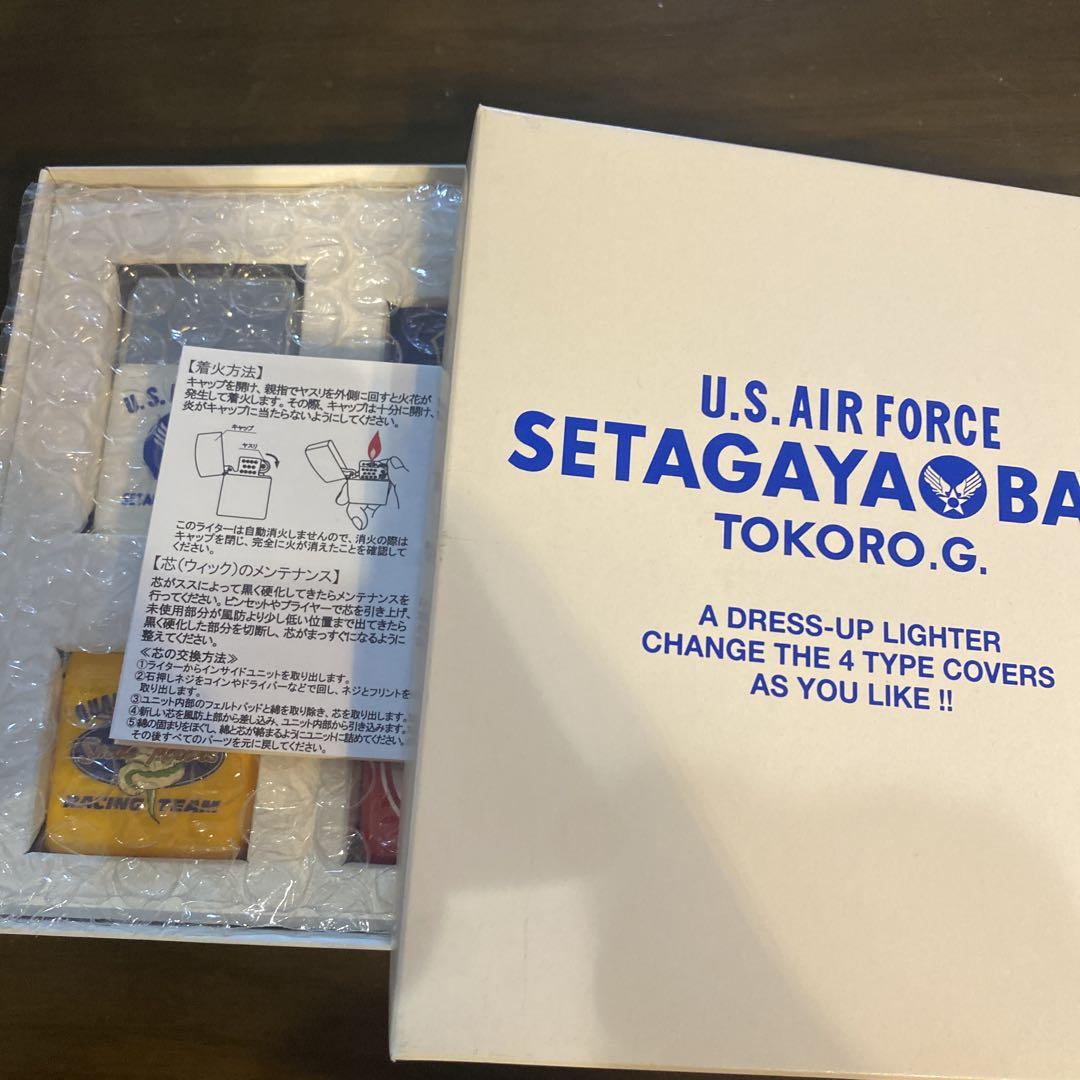 【着火方法】
キャップを開け、親指でヤスリを外側に回すと火花が
発生して着火します。その際、キャップは十分に開け、
炎がキャップに当たらないようにしてください。
キャップ
ヤスリ
このライターは自動消火しませんので、消火の際は
キャップを閉じ、完全に火が消えたことを確認して
ください。
【芯(ウィック)のメンテナンス】
芯がススによって黒く硬化してきたらメンテナンスを
行ってください。ピンセットやプライヤーで芯を引き上げ、
未使用部分が風防より少し低い位置まで出てきたら
黒く硬化した部分を切断し、芯がまっすぐになるように
整えてください。
≪芯の交換方法≫
①ライターからインサイドユニットを取り出します。
②石押しネジをコインやドライバーなどで回し、ネジとフリントを
取り出します。
③ユニット内部のフェルトパッドと綿を取り除き、芯を取り出します。
④新しい芯を風防上部から差し込み、ユニット内部から引き込みます。
⑤綿の固まりをほぐし、綿と芯が絡まるようにユニットに詰めてください。
その後すべてのパーツを元に戻してください。
U.S.
SETAG
RACING TEAM
U.S. AIR FORCE
SETAGAYA BA
TOKORO.G.
A DRESS-UP LIGHTER
CHANGE THE 4 TYPE COVERS
AS YOU LIKE !!